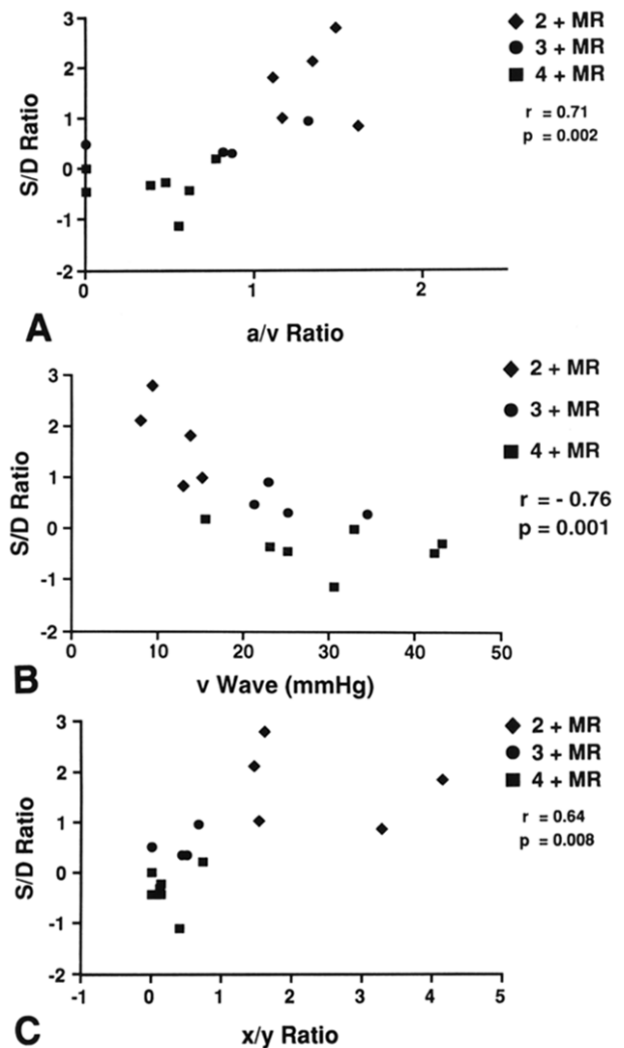 3
2
1
0
-1
-2
S/D Ratio
0
1
2
a/v Ratio
A
2 + MR
3 + MR
4 + MR
r = 0.71
p = 0.002
3
2
1
0
-1
-2
S/D Ratio
0 10 20 30 40 50
v Wave (mmHg)
B
2 + MR
3 + MR
4 + MR
r = - 0.76
p = 0.001
3
2
1
0
-1
-2
S/D Ratio
-1 0 1 2 3 4 5
x/y Ratio
C
2 + MR
3 + MR
4 + MR
r = 0.64
p = 0.008